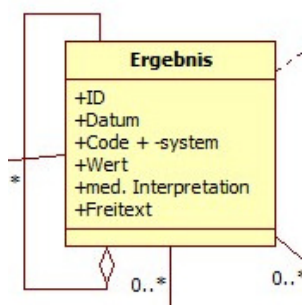 Ergebnis
+ID
+Datum
+Code + -system
+Wert
+med. Interpretation
+Freitext
*
0..*
0..*